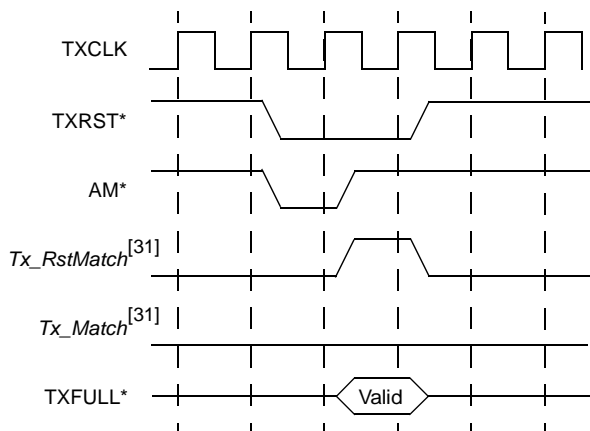 TXCLK
TXRST*
AM*
Tx_RstMatch[31]
Tx_Match[31]
TXFULL* Valid